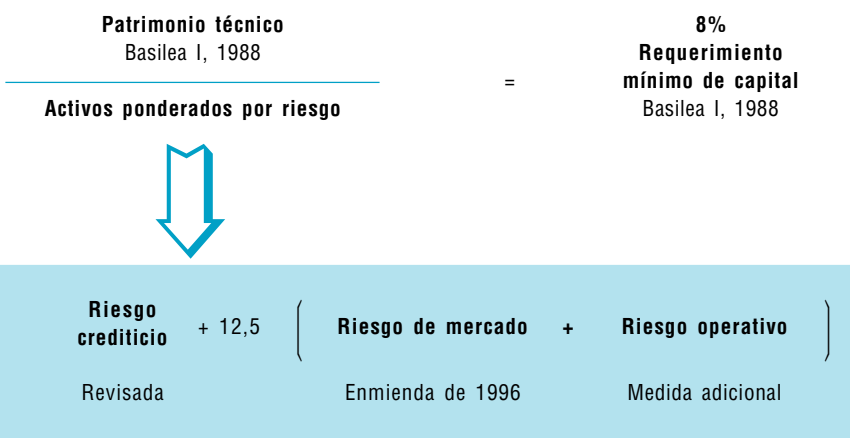 Patrimonio técnico
Basilea I, 1988
Activos ponderados por riesgo
=
8%
Requerimiento
mínimo de capital
Basilea I, 1988
Riesgo
crediticio
+ 12,5 ( Riesgo de mercado + Riesgo operativo )
Revisada Enmienda de 1996 Medida adicional